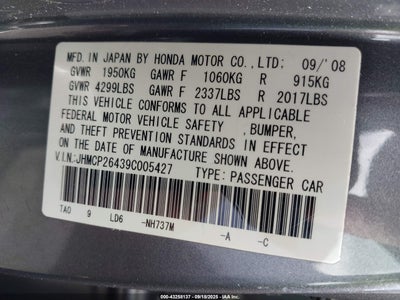 MFD. IN JAPAN BY HONDA MOTOR CO., LTD: 09/'08
GVWR 1950KG GAWR F 1060KG R 915KG
GVWR 4299LBS GAWR F 2337LBS R 2017LBS
THIS VEHICLE CONFORMS TO ALL APPLICABLE
FEDERAL MOTOR VEHICLE SAFETY , BUMPER,
AND THEFT PREVENTION STANDARDS IN EFFECT
ON THE DATE OF MANUFACTURE SHOWN ABOVE.
V.I.N.:JHMCP26439C005427 TYPE: PASSENGER CAR
TAO 9 LD6 -NH737M -A -C
000-43258137 - 09/18/2025 - IAA Inc.